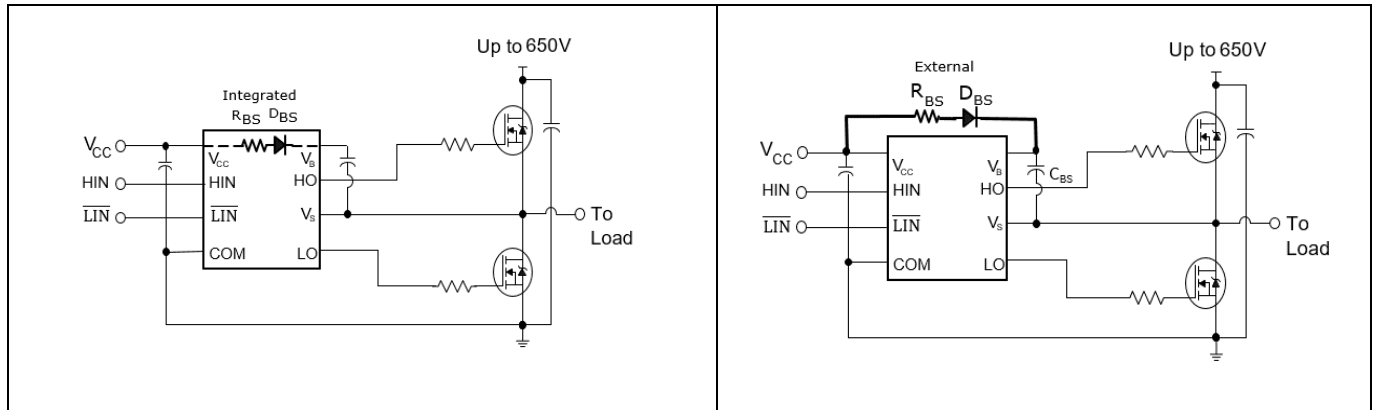 Up to 650V
Integrated
RBS DBS
VCC
VCC
VB
HIN
HIN
HO
LIN
LIN
VS
To
Load
COM
LO
Up to 650V
External
RBS DBS
VCC
VCC
VB
CBS
HIN
HIN
HO
LIN
LIN
VS
To
Load
COM
LO